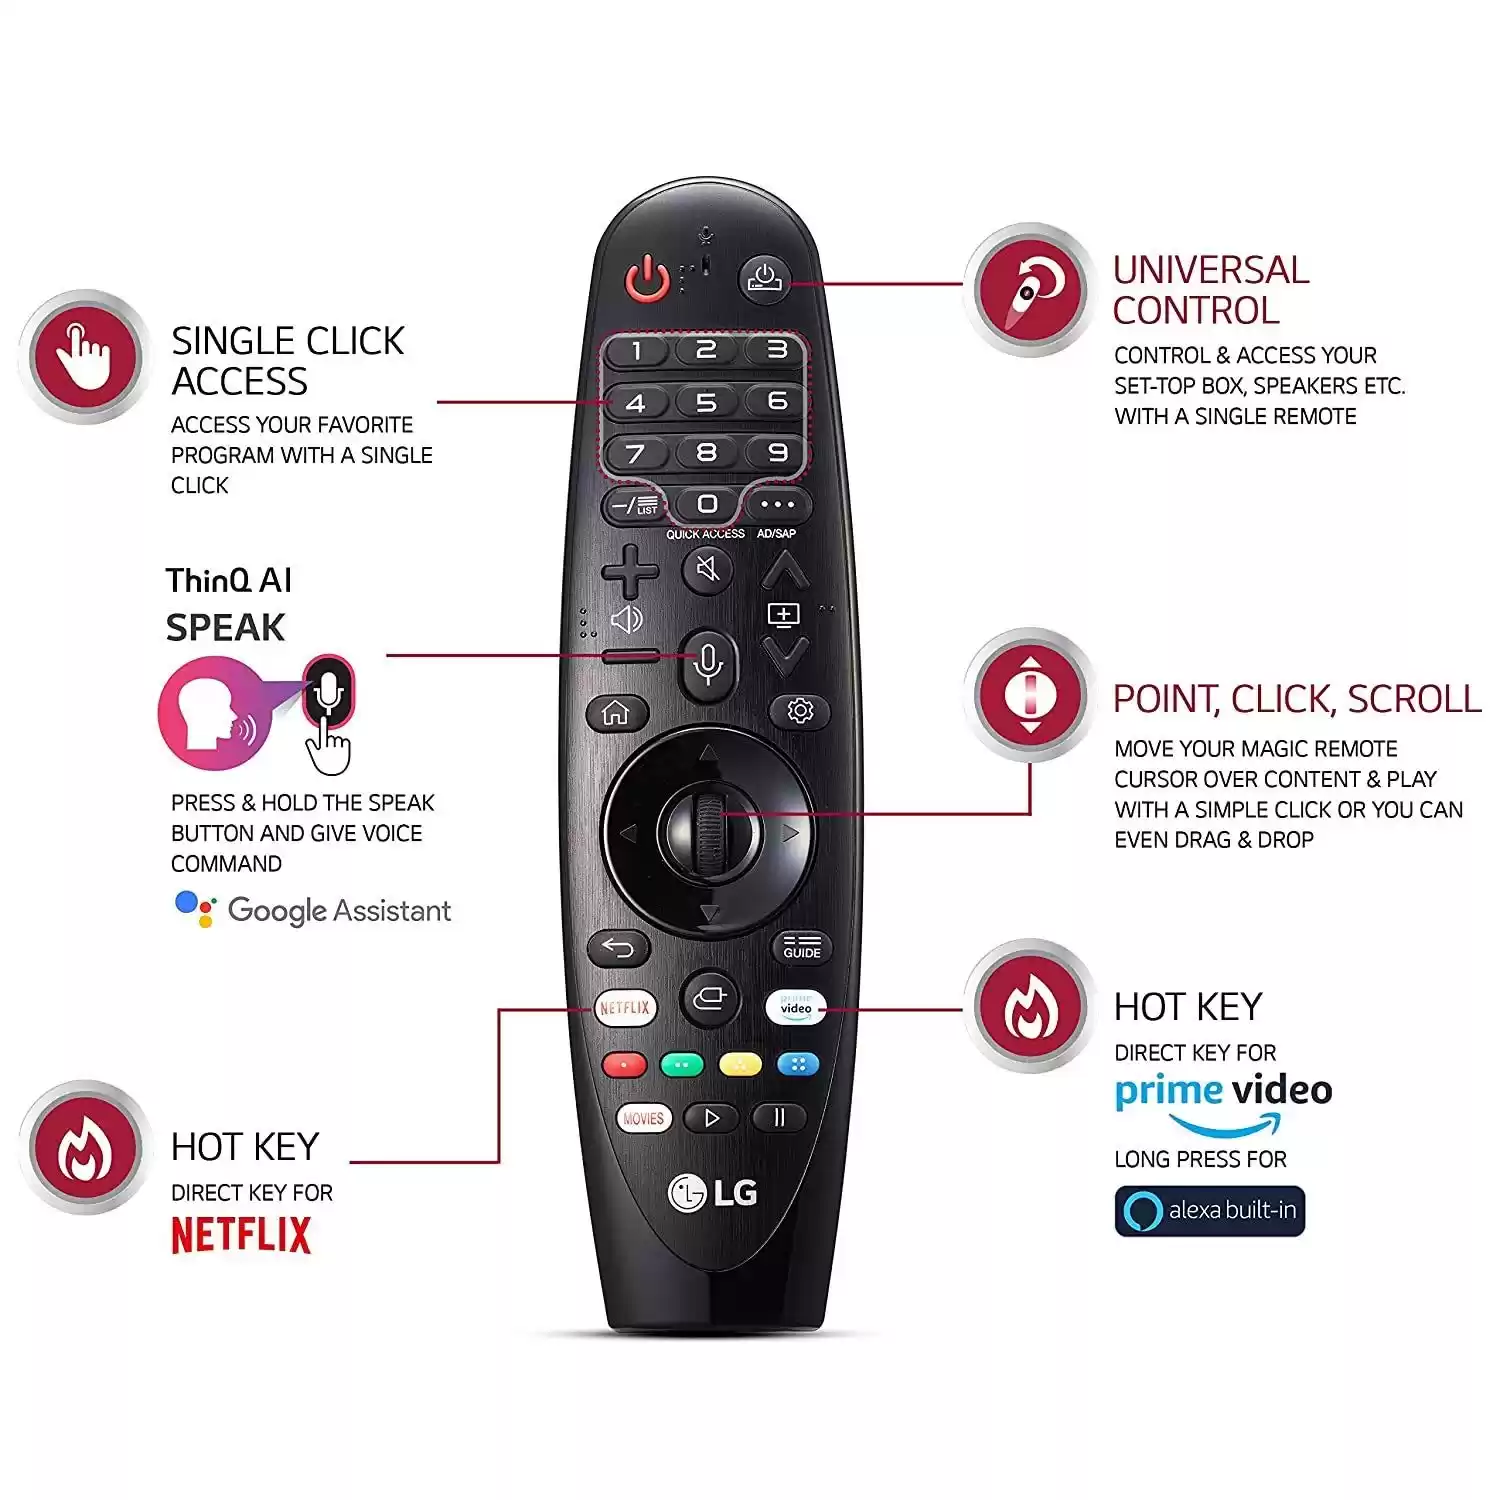 SINGLE CLICK
ACCESS
ACCESS YOUR FAVORITE
PROGRAM WITH A SINGLE
CLICK
ThinQ AI
SPEAK
PRESS & HOLD THE SPEAK
BUTTON AND GIVE VOICE
COMMAND
Google Assistant
HOT KEY
DIRECT KEY FOR
NETFLIX
1 2 3
4 5 6
7 8 9
-/LIST 0 ...
QUICK ACCESS AD/SAP
GUIDE
NETFLIX
prime video
MOVIES
LG
UNIVERSAL
CONTROL
CONTROL & ACCESS YOUR
SET-TOP BOX, SPEAKERS ETC.
WITH A SINGLE REMOTE
POINT, CLICK, SCROLL
MOVE YOUR MAGIC REMOTE
CURSOR OVER CONTENT & PLAY
WITH A SIMPLE CLICK OR YOU CAN
EVEN DRAG & DROP
HOT KEY
DIRECT KEY FOR
prime video
LONG PRESS FOR
alexa built-in